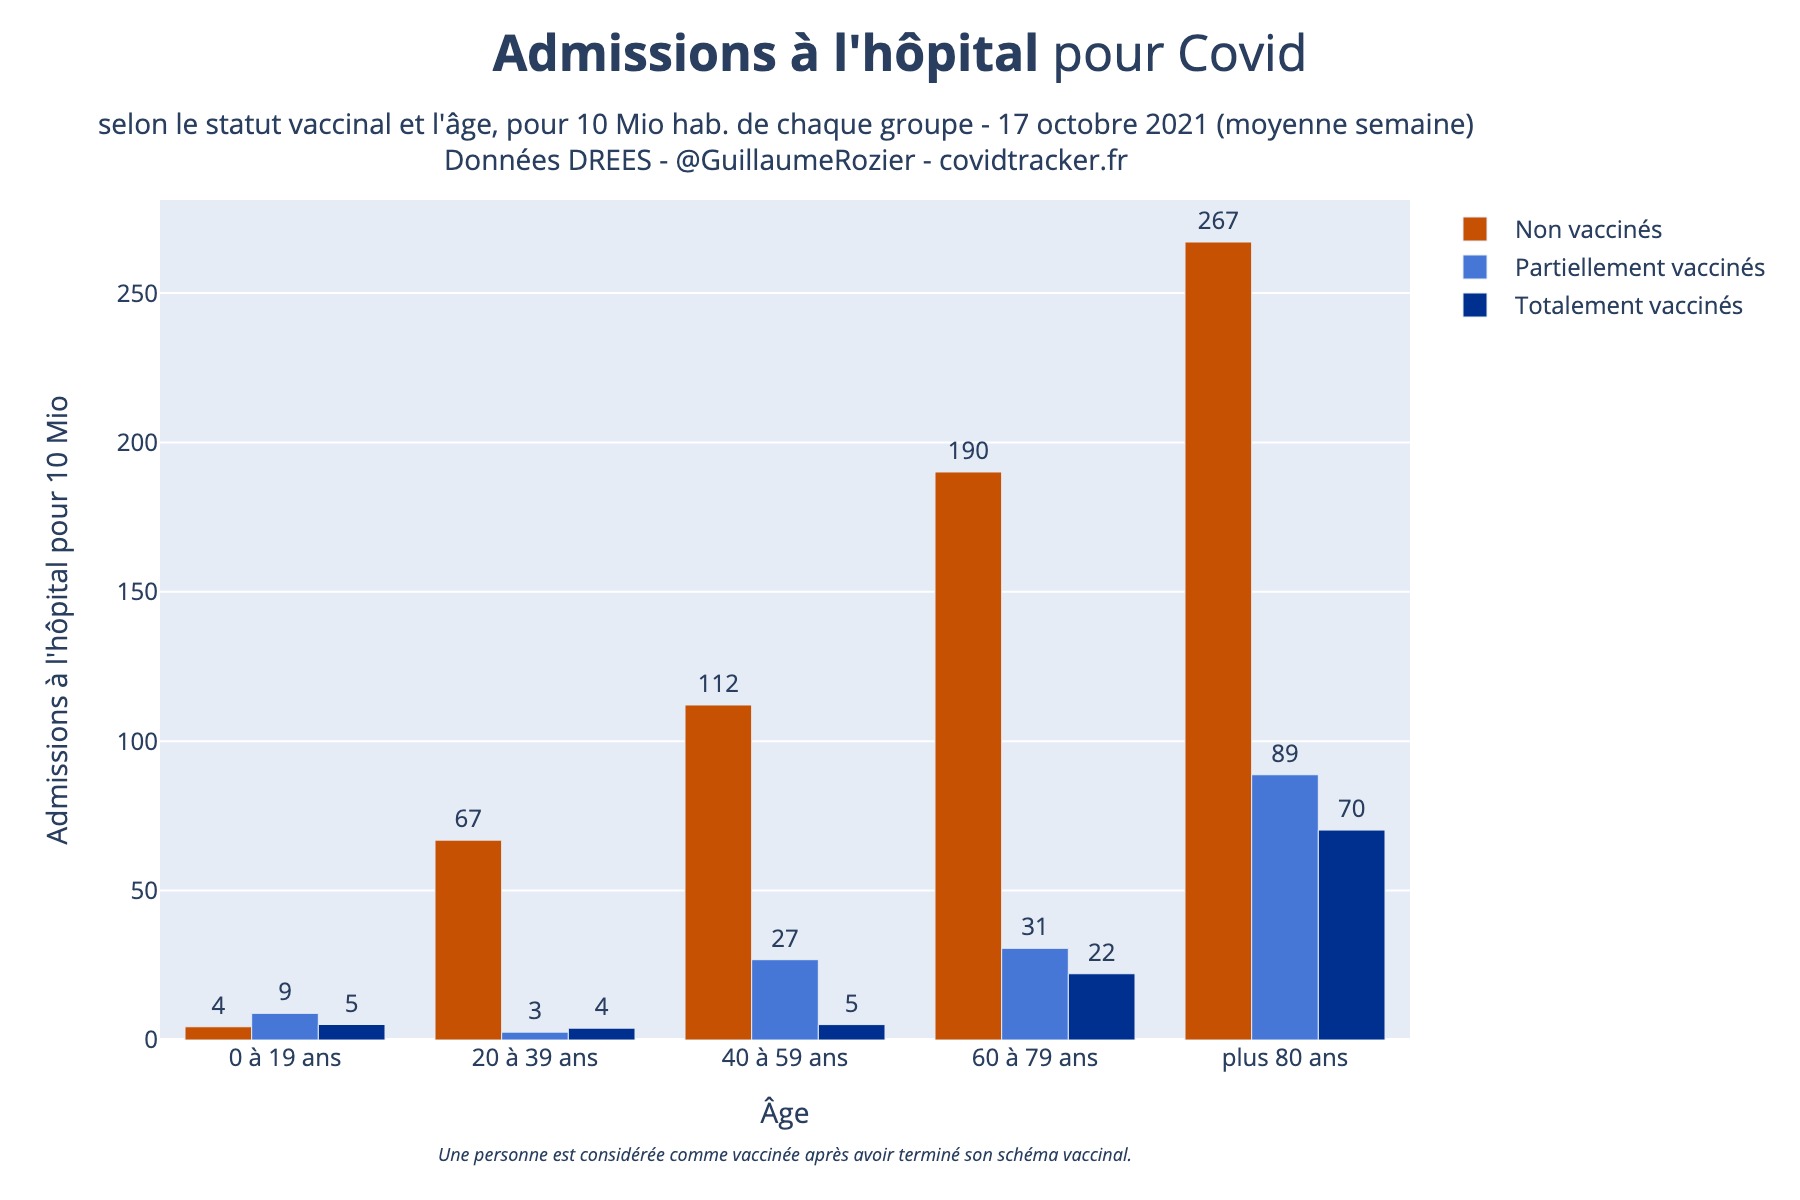 Admissions à l'hôpital pour Covid
selon le statut vaccinal et l'âge, pour 10 Mio hab. de chaque groupe - 17 octobre 2021 (moyenne semaine)
Données DREES - @GuillaumeRozier - covidtracker.fr
Non vaccinés
Partiellement vaccinés
Totalement vaccinés
Admissions à l'hôpital pour 10 Mio
250
200
150
100
50
0
4
9
5
67
3
4
112
27
5
190
31
22
267
89
70
0 à 19 ans
20 à 39 ans
40 à 59 ans
60 à 79 ans
plus 80 ans
Âge
Une personne est considérée comme vaccinée après avoir terminé son schéma vaccinal.